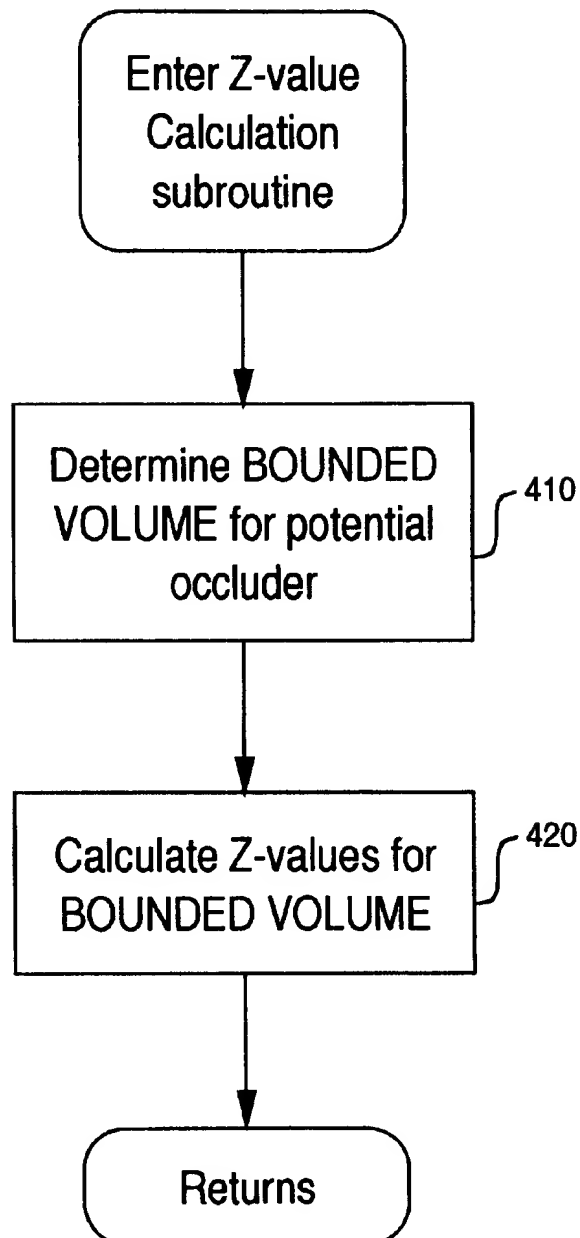 Enter Z-value
Calculation
subroutine
Determine BOUNDED
VOLUME for potential
occluder
410
Calculate Z-values for
BOUNDED VOLUME
420
Returns